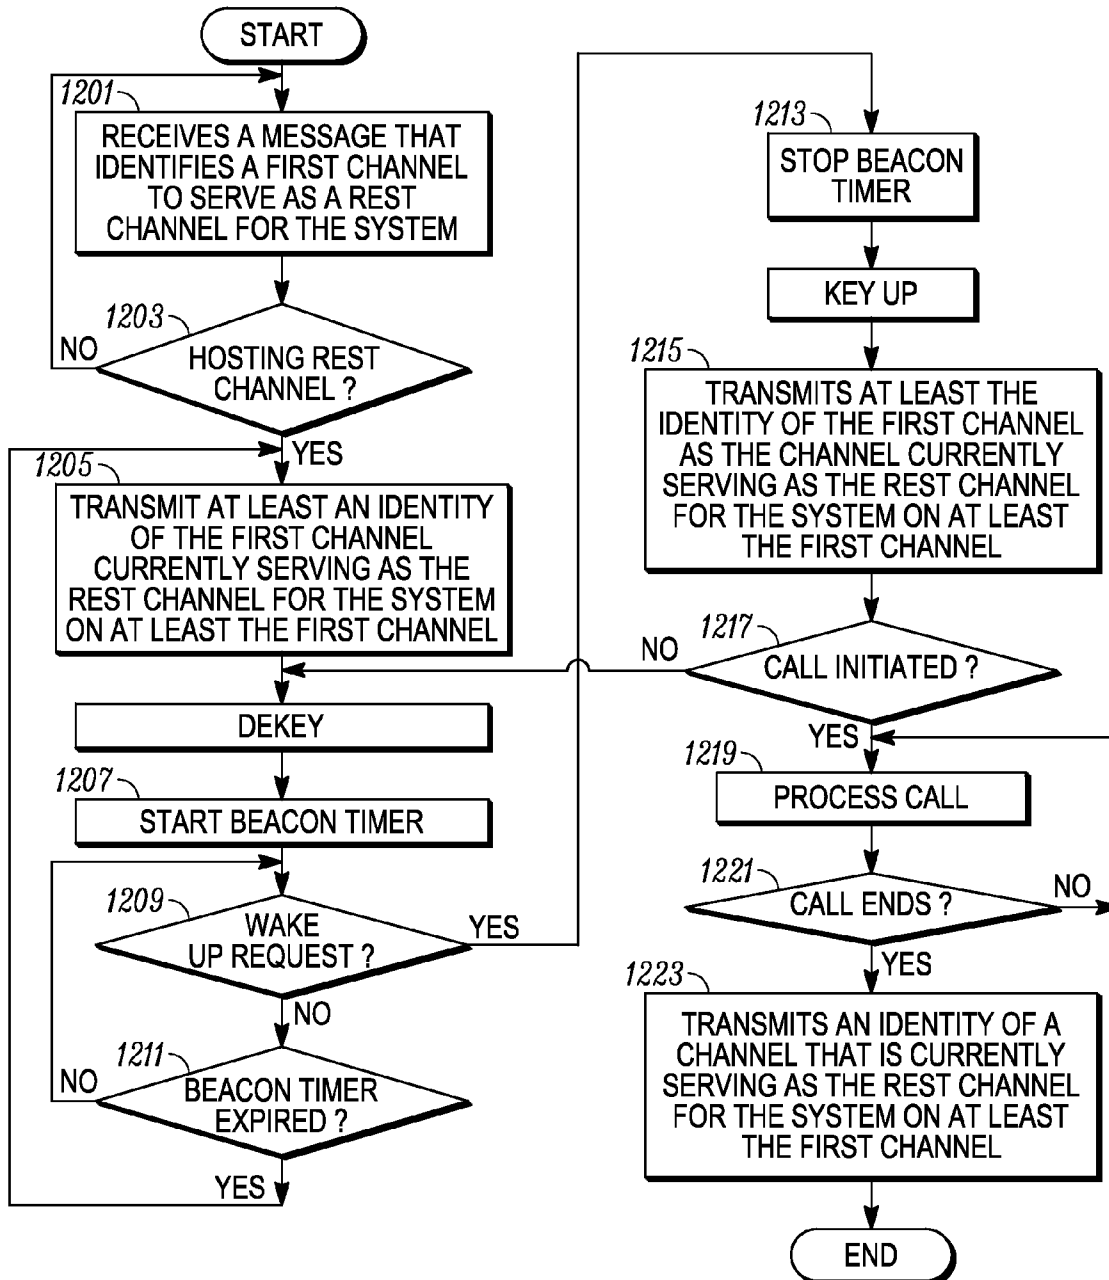 START
1201
RECEIVES A MESSAGE THAT
IDENTIFIES A FIRST CHANNEL
TO SERVE AS A REST
CHANNEL FOR THE SYSTEM
1203
NO
HOSTING REST
CHANNEL ?
YES
1205
TRANSMIT AT LEAST AN IDENTITY
OF THE FIRST CHANNEL
CURRENTLY SERVING AS THE
REST CHANNEL FOR THE SYSTEM
ON AT LEAST THE FIRST CHANNEL
DEKEY
1207
START BEACON TIMER
1209
WAKE
UP REQUEST ?
YES
NO
1211
NO
BEACON TIMER
EXPIRED ?
YES
1213
STOP BEACON
TIMER
KEY UP
1215
TRANSMITS AT LEAST THE
IDENTITY OF THE FIRST CHANNEL
AS THE CHANNEL CURRENTLY
SERVING AS THE REST CHANNEL
FOR THE SYSTEM ON AT LEAST
THE FIRST CHANNEL
1217
NO
CALL INITIATED ?
YES
1219
PROCESS CALL
1221
NO
CALL ENDS ?
YES
1223
TRANSMITS AN IDENTITY OF A
CHANNEL THAT IS CURRENTLY
SERVING AS THE REST CHANNEL
FOR THE SYSTEM ON AT LEAST
THE FIRST CHANNEL
END